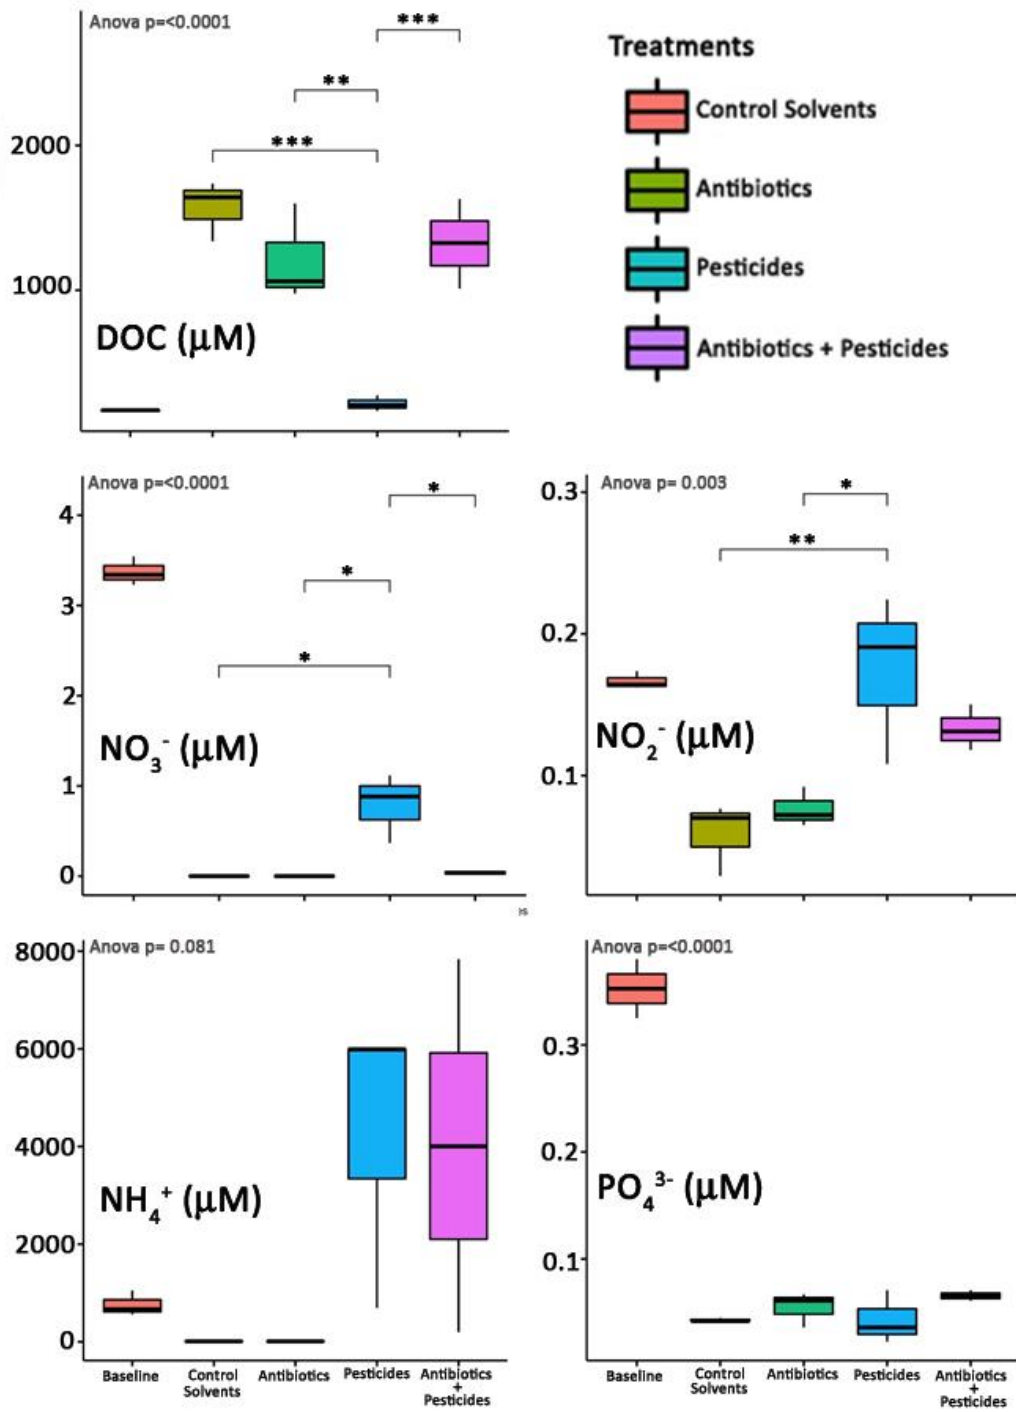 Anova p=<0.0001
***
**
***
2000
1000
DOC (μM)
Treatments
Control Solvents
Antibiotics
Pesticides
Antibiotics + Pesticides
Anova p=<0.0001
*
*
*
4
3
2
1
0
NO₃⁻ (μM)
Anova p= 0.003
*
**
0.3
0.2
0.1
NO₂⁻ (μM)
Anova p= 0.081
8000
6000
4000
2000
0
NH₄⁺ (μM)
Baseline
Control
Solvents
Antibiotics
Pesticides
Antibiotics
+
Pesticides
Anova p=<0.0001
0.3
0.2
0.1
PO₄³⁻ (μM)
Baseline
Control
Solvents
Antibiotics
Pesticides
Antibiotics
+
Pesticides